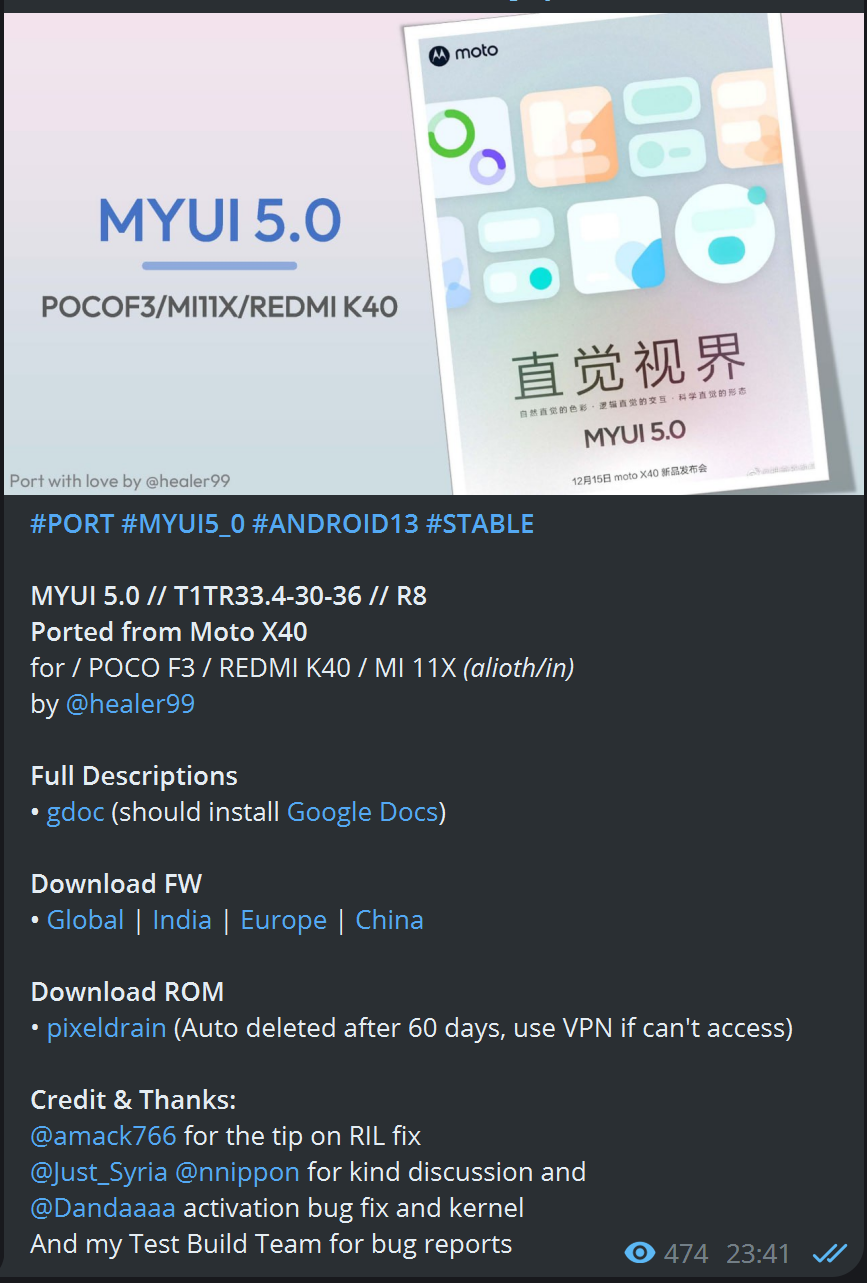 moto
MYUI 5.0
POCOF3/MI11X/REDMI K40
直觉视界
自然直觉的色彩 · 逻辑直觉的交互 · 科学直觉的形态
MYUI 5.0
12月15日 moto X40 新品发布会
Port with love by @healer99
#PORT #MYUI5_0 #ANDROID13 #STABLE
MYUI 5.0 // T1TR33.4-30-36 // R8
Ported from Moto X40
for / POCO F3 / REDMI K40 / MI 11X (alioth/in)
by @healer99
Full Descriptions
• gdoc (should install Google Docs)
Download FW
• Global | India | Europe | China
Download ROM
• pixeldrain (Auto deleted after 60 days, use VPN if can't access)
Credit & Thanks:
@amack766 for the tip on RIL fix
@Just_Syria @nnippon for kind discussion and
@Dandaaaa activation bug fix and kernel
And my Test Build Team for bug reports
474 23:41